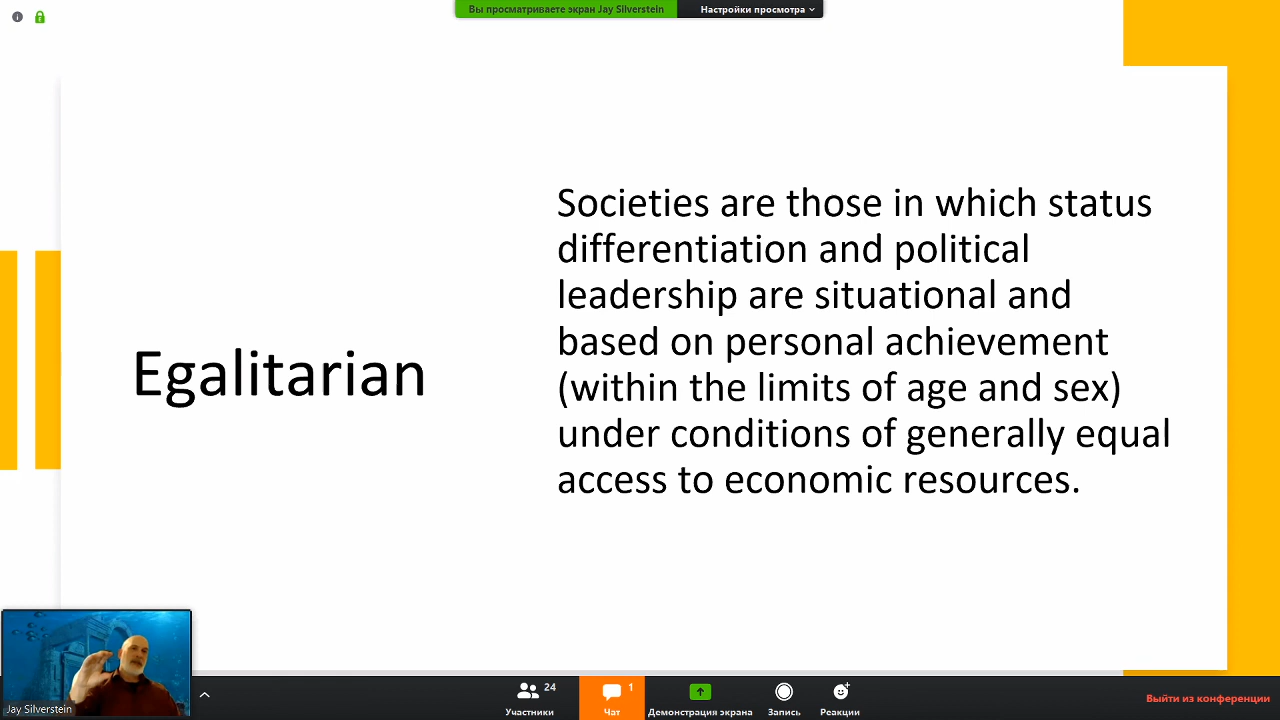 Вы просматриваете экран Jay Silverstein
Настройки просмотра
Egalitarian
Societies are those in which status
differentiation and political
leadership are situational and
based on personal achievement
(within the limits of age and sex)
under conditions of generally equal
access to economic resources.
Jay Silverstein
24
Участники
1
Чат
Демонстрация экрана
Запись
Реакции
Выйти из конференции